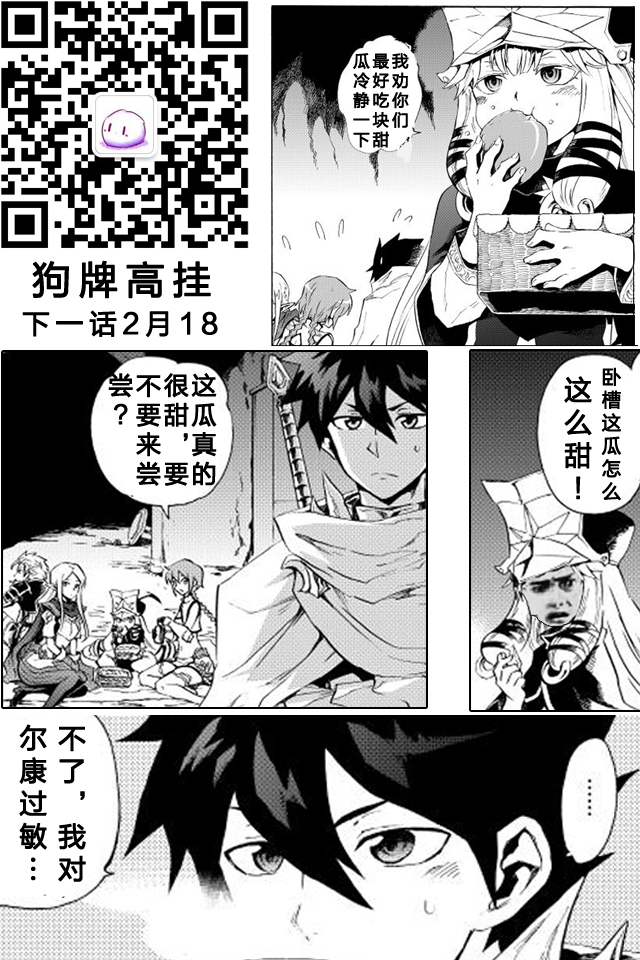 我劝你们
最好吃块甜
瓜冷静一下
狗牌高挂
下一话2月18
卧槽这瓜怎么
这么甜！
这瓜真的
很甜，要
不要来尝
尝？
……
不了，我对
尔康过敏…